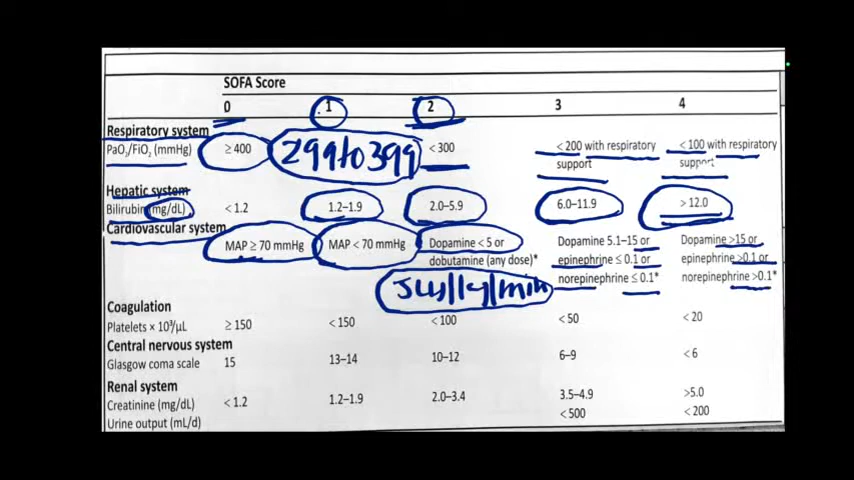 SOFA Score
0 1 2 3 4
Respiratory system
PaO₂/FiO₂ (mmHg) ≥ 400 299 to 399 < 300 < 200 with respiratory support < 100 with respiratory support
Hepatic system
Bilirubin (mg/dL) < 1.2 1.2–1.9 2.0–5.9 6.0–11.9 > 12.0
Cardiovascular system
MAP ≥ 70 mmHg MAP < 70 mmHg Dopamine < 5 or dobutamine (any dose)* Dopamine 5.1–15 or epinephrine ≤ 0.1 or norepinephrine ≤ 0.1* Dopamine >15 or epinephrine >0.1 or norepinephrine >0.1*
Coagulation
Platelets × 10³/µL ≥ 150 < 150 < 100 < 50 < 20
Central nervous system
Glasgow coma scale 15 13–14 10–12 6–9 < 6
Renal system
Creatinine (mg/dL) < 1.2 1.2–1.9 2.0–3.4 3.5–4.9 >5.0
Urine output (mL/d) < 500 < 200